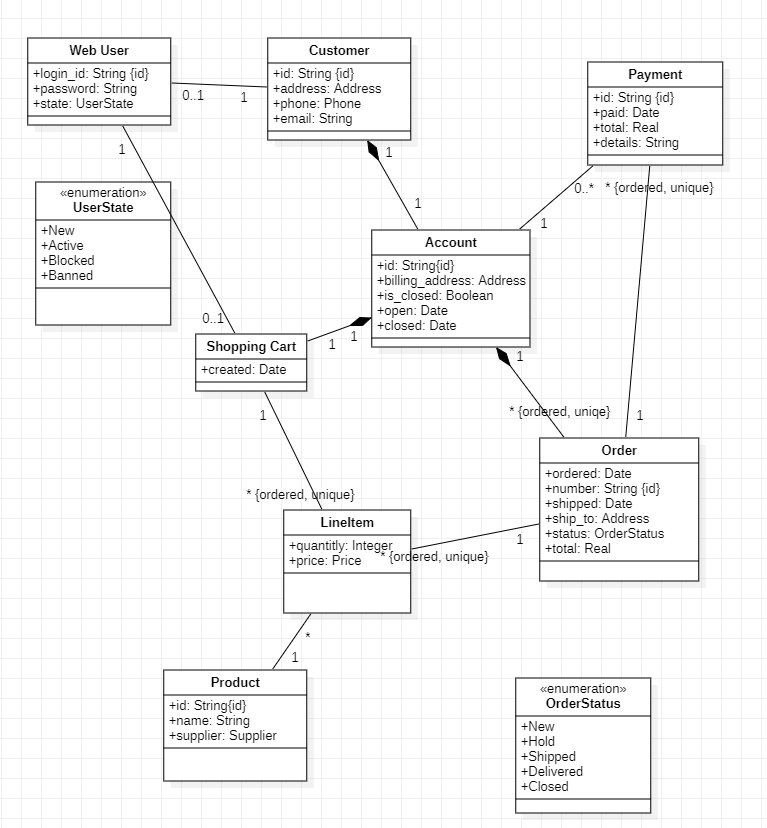 Web User
+login_id: String {id}
+password: String
+state: UserState
0..1
1
Customer
+id: String {id}
+address: Address
+phone: Phone
+email: String
Payment
+id: String {id}
+paid: Date
+total: Real
+details: String
1
1
1
0..*
* {ordered, unique}
1
«enumeration»
UserState
+New
+Active
+Blocked
+Banned
Account
+id: String{id}
+billing_address: Address
+is_closed: Boolean
+open: Date
+closed: Date
0..1
1
1
1
Shopping Cart
+created: Date
1
* {ordered, uniqe}
1
Order
+ordered: Date
+number: String {id}
+shipped: Date
+ship_to: Address
+status: OrderStatus
+total: Real
* {ordered, unique}
LineItem
+quantitly: Integer
+price: Price
* {ordered, unique}
1
*
1
Product
+id: String{id}
+name: String
+supplier: Supplier
«enumeration»
OrderStatus
+New
+Hold
+Shipped
+Delivered
+Closed